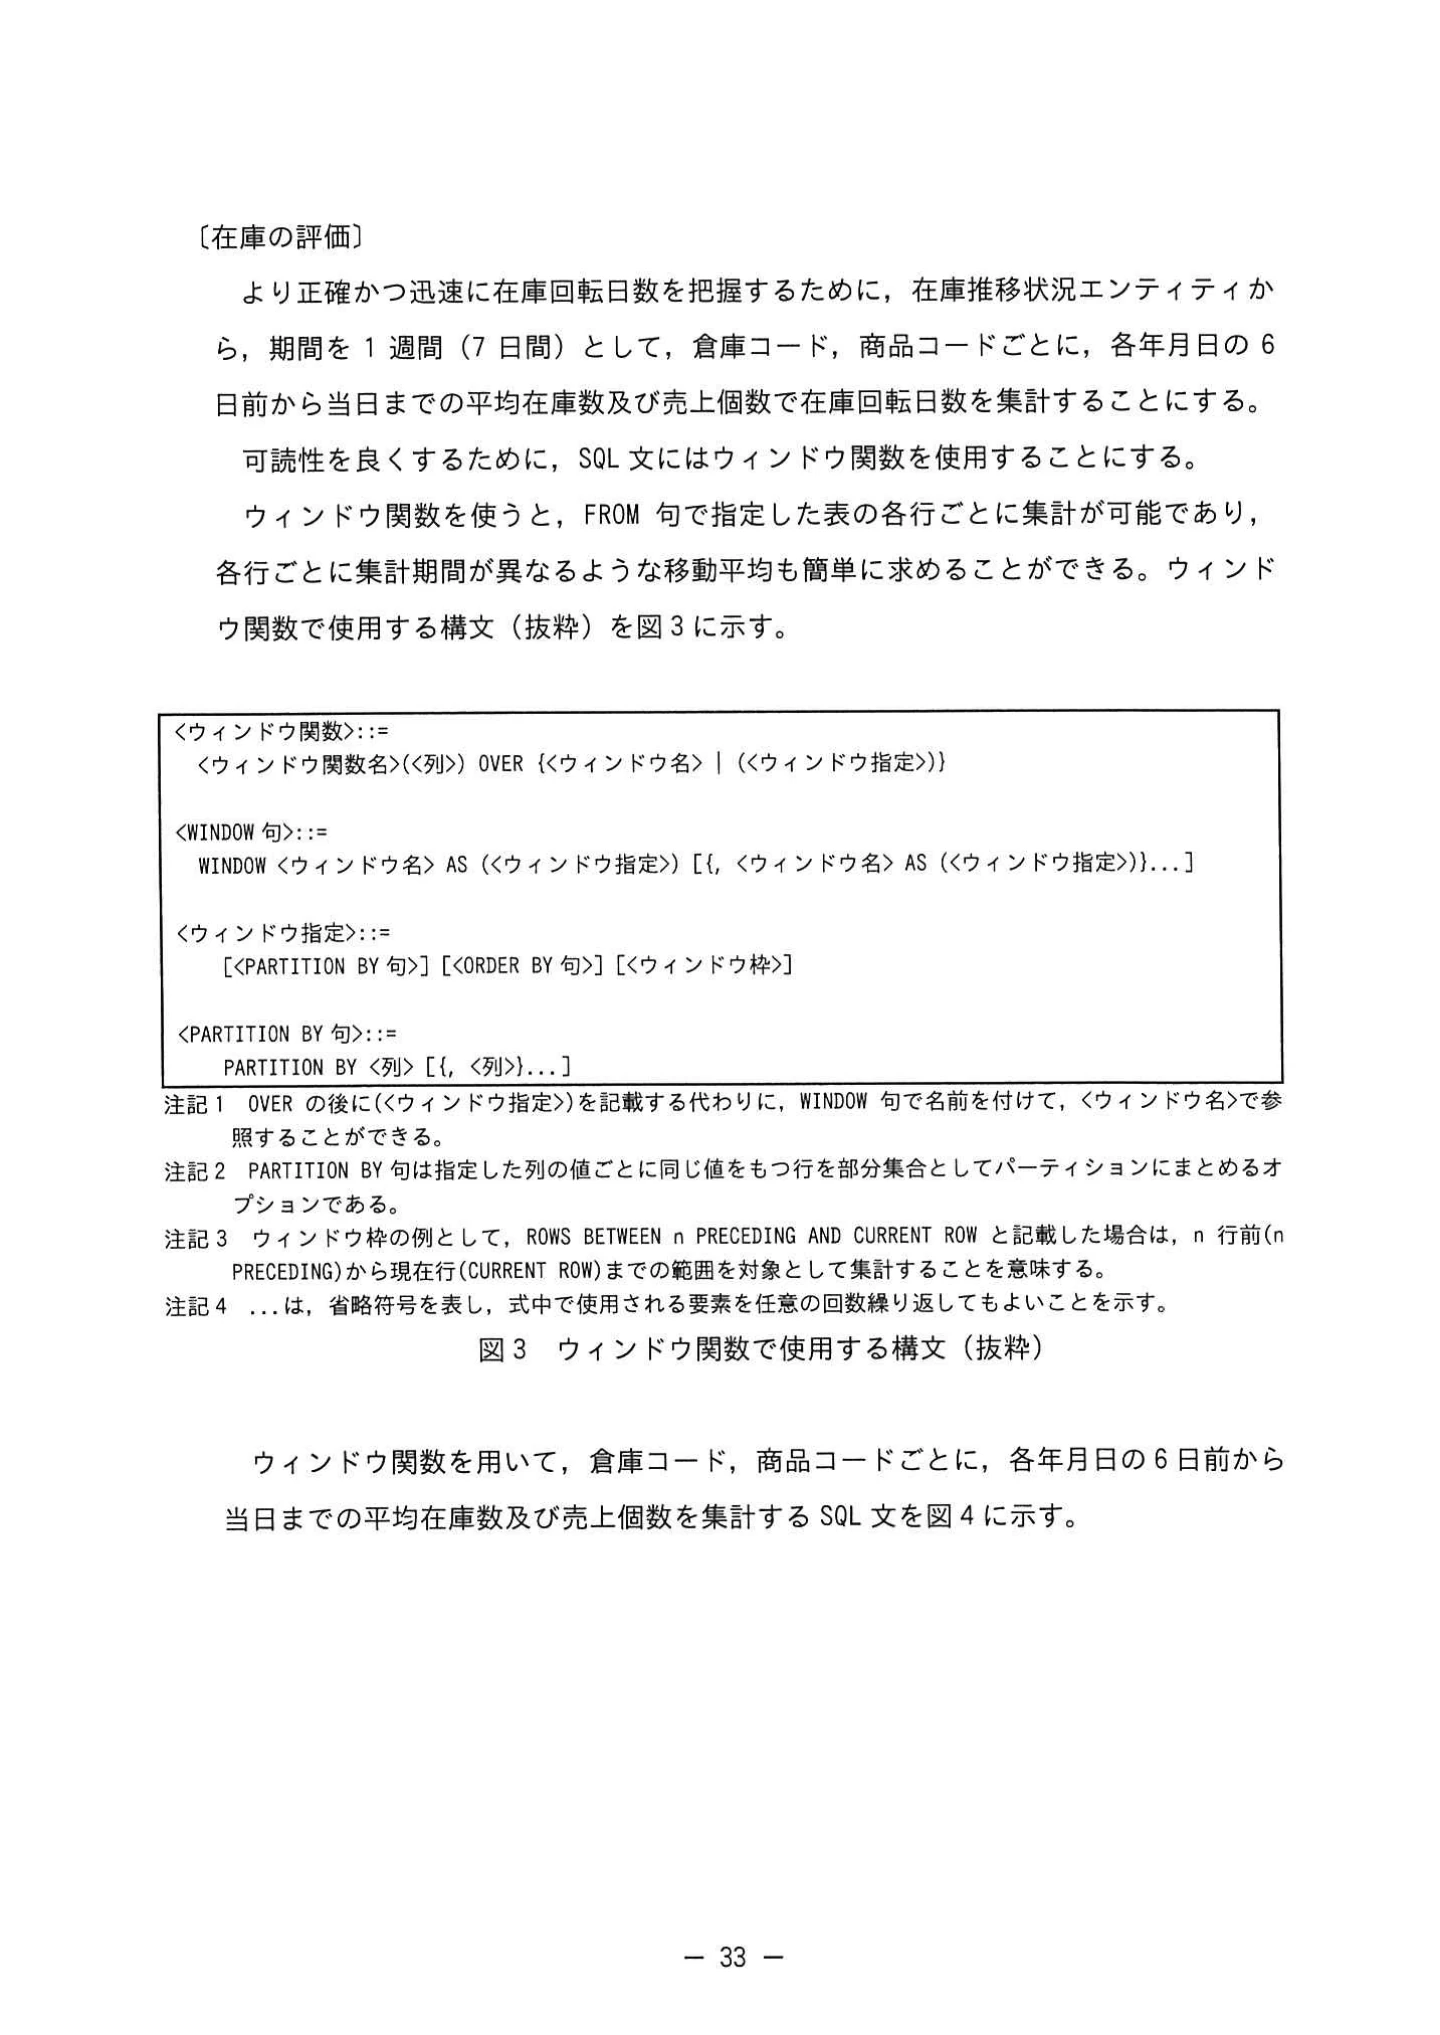 〔在庫の評価〕
より正確かつ迅速に在庫回転日数を把握するために，在庫推移状況エンティティか
ら，期間を 1 週間（7 日間）として，倉庫コード，商品コードごとに，各年月日の 6
日前から当日までの平均在庫数及び売上個数で在庫回転日数を集計することにする。
可読性を良くするために，SQL 文にはウィンドウ関数を使用することにする。
ウィンドウ関数を使うと，FROM 句で指定した表の各行ごとに集計が可能であり，
各行ごとに集計期間が異なるような移動平均も簡単に求めることができる。ウィンド
ウ関数で使用する構文（抜粋）を図 3 に示す。
<ウィンドウ関数>::=
<ウィンドウ関数名>(<列>) OVER {<ウィンドウ名> | (<ウィンドウ指定>)}
<WINDOW 句>::=
WINDOW <ウィンドウ名> AS (<ウィンドウ指定>) [{, <ウィンドウ名> AS (<ウィンドウ指定>)}...]
<ウィンドウ指定>::=
[<PARTITION BY 句>] [<ORDER BY 句>] [<ウィンドウ枠>]
<PARTITION BY 句>::=
PARTITION BY <列> [{, <列>}...]
注記 1 OVER の後に(<ウィンドウ指定>)を記載する代わりに，WINDOW 句で名前を付けて，<ウィンドウ名>で参
照することができる。
注記 2 PARTITION BY 句は指定した列の値ごとに同じ値をもつ行を部分集合としてパーティションにまとめるオ
プションである。
注記 3 ウィンドウ枠の例として，ROWS BETWEEN n PRECEDING AND CURRENT ROW と記載した場合は，n 行前(n
PRECEDING)から現在行(CURRENT ROW)までの範囲を対象として集計することを意味する。
注記 4 ...は，省略符号を表し，式中で使用される要素を任意の回数繰り返してもよいことを示す。
図 3 ウィンドウ関数で使用する構文（抜粋）
ウィンドウ関数を用いて，倉庫コード，商品コードごとに，各年月日の 6 日前から
当日までの平均在庫数及び売上個数を集計する SQL 文を図 4 に示す。
― 33 ―